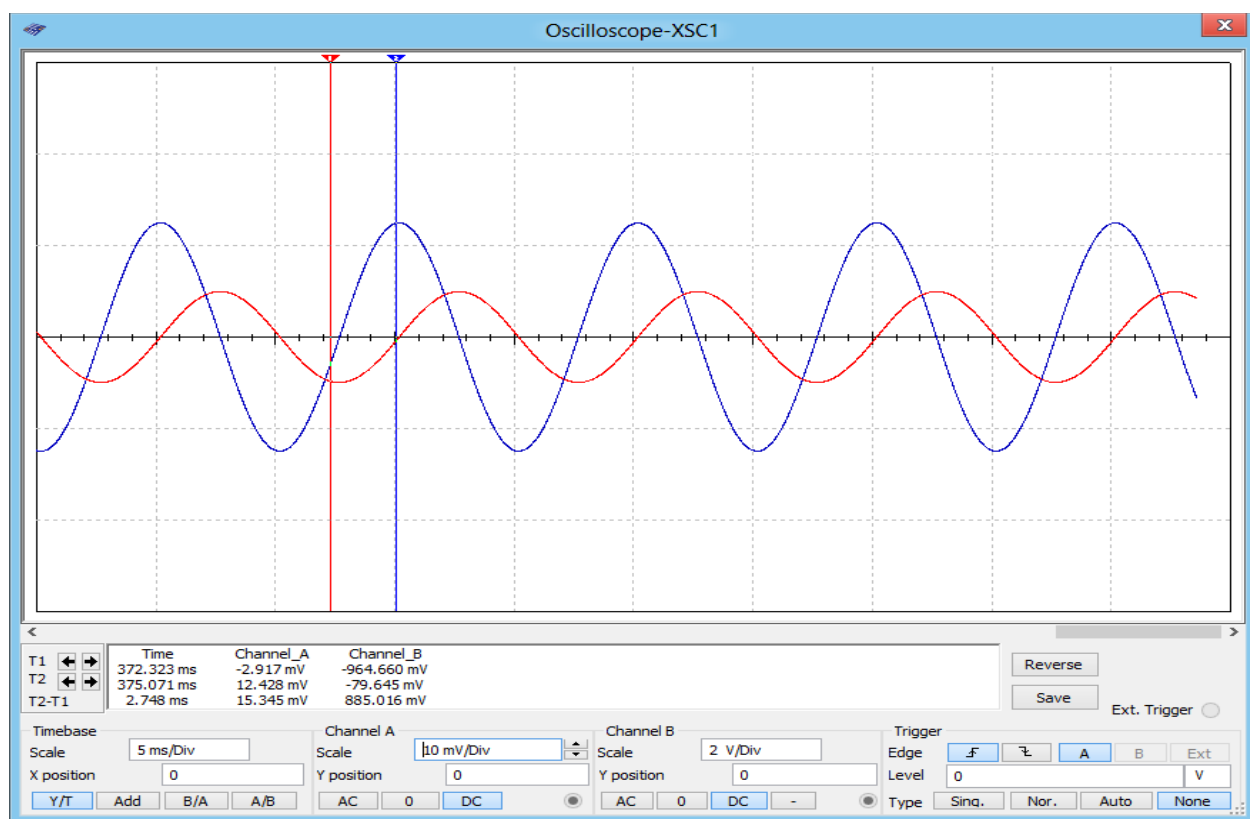 Oscilloscope-XSC1
x
1 2
Time Channel_A Channel_B
T1 372.323 ms -2.917 mV -964.660 mV
T2 375.071 ms 12.428 mV -79.645 mV
T2-T1 2.748 ms 15.345 mV 885.016 mV
Reverse
Save
Ext. Trigger
Timebase Channel A Channel B Trigger
Scale 5 ms/Div Scale 10 mV/Div Scale 2 V/Div Edge A B Ext
X position 0 Y position 0 Y position 0 Level 0 V
Y/T Add B/A A/B AC 0 DC AC 0 DC - Type Sing. Nor. Auto None